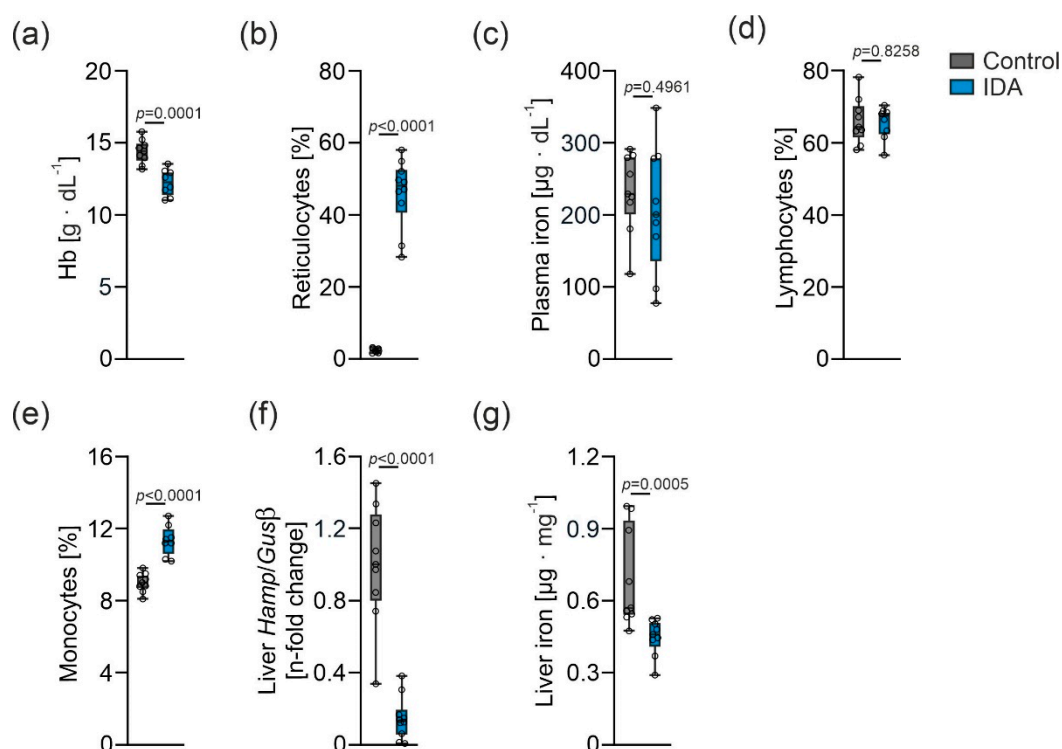 (a)
(b)
(c)
(d)
Control
IDA
Hb [g · dL-1]
20
15
10
5
0
p=0.0001
Reticulocytes [%]
80
60
40
20
0
p<0.0001
Plasma iron [µg · dL-1]
400
300
200
100
0
p=0.4961
Lymphocytes [%]
80
60
40
20
0
p=0.8258
(e)
(f)
(g)
Monocytes [%]
16
12
8
4
0
p<0.0001
Liver Hamp/Gusβ
[n-fold change]
1.6
1.2
0.8
0.4
0
p<0.0001
Liver iron [µg · mg-1]
1.2
0.9
0.6
0.3
0
p=0.0005